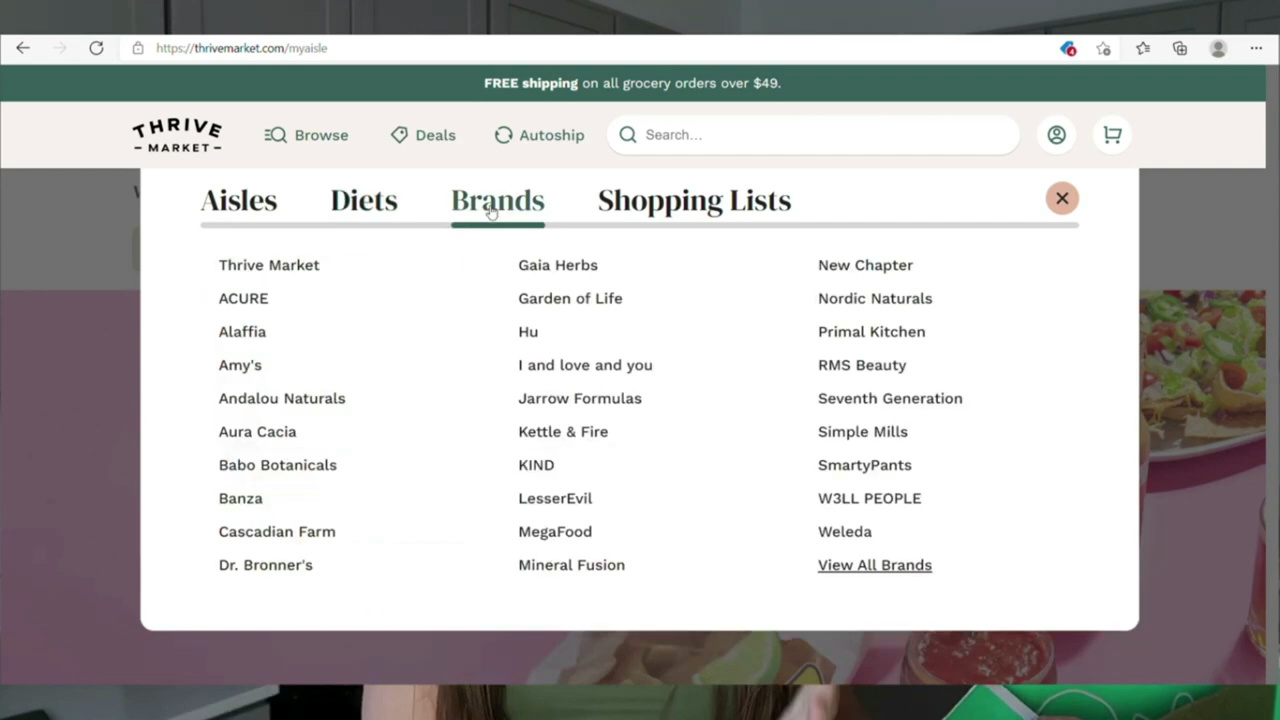 https://thrivemarket.com/myaisle
4
FREE shipping on all grocery orders over $49.
THRIVE
MARKET
Browse
Deals
Autoship
Search...
Aisles
Diets
Brands
Shopping Lists
Thrive Market
ACURE
Alaffia
Amy's
Andalou Naturals
Aura Cacia
Babo Botanicals
Banza
Cascadian Farm
Dr. Bronner's
Gaia Herbs
Garden of Life
Hu
I and love and you
Jarrow Formulas
Kettle & Fire
KIND
LesserEvil
MegaFood
Mineral Fusion
New Chapter
Nordic Naturals
Primal Kitchen
RMS Beauty
Seventh Generation
Simple Mills
SmartyPants
W3LL PEOPLE
Weleda
View All Brands